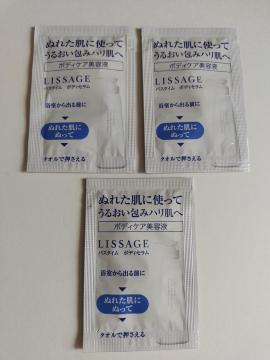 ぬれた肌に使って
うるおい包みハリ肌へ
ボディケア美容液
LISSAGE
バスタイム ボディセラム
浴室から出る前に
ぬれた肌に
ぬって
タオルで押さえる
ぬれた肌に使って
うるおい包みハリ肌へ
ボディケア美容液
LISSAGE
バスタイム ボディセラム
浴室から出る前に
ぬれた肌に
ぬって
タオルで押さえる
ぬれた肌に使って
うるおい包みハリ肌へ
ボディケア美容液
LISSAGE
バスタイム ボディセラム
浴室から出る前に
ぬれた肌に
ぬって
タオルで押さえる